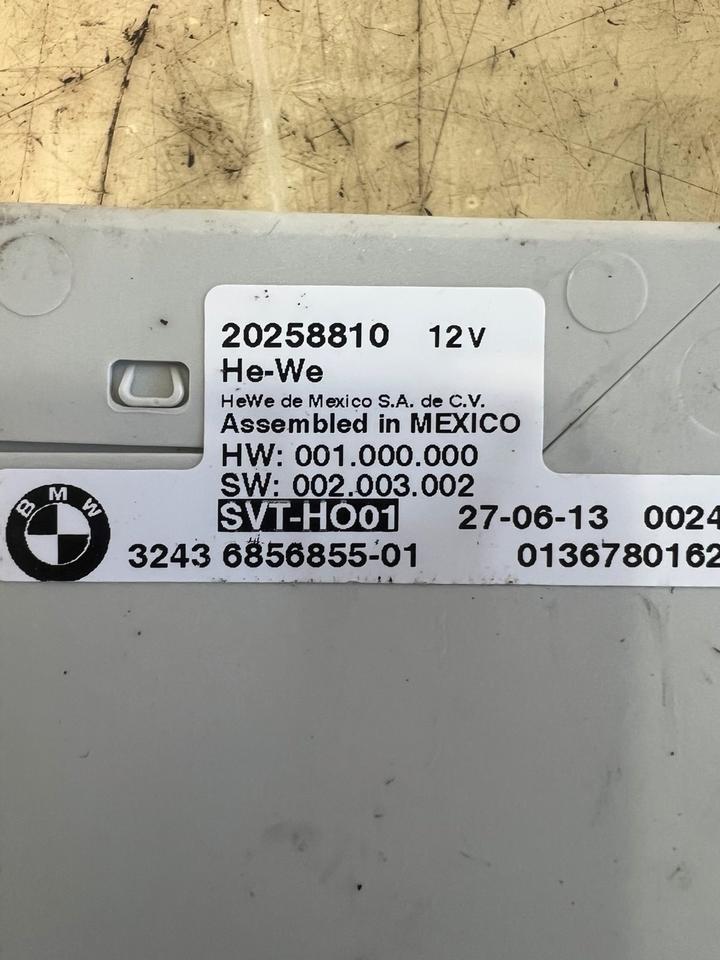 20258810 12V
He-We
HeWe de Mexico S.A. de C.V.
Assembled in MEXICO
HW: 001.000.000
SW: 002.003.002
SVT-HO01 27-06-13 0024
BMW
3243 6856855-01 0136780162